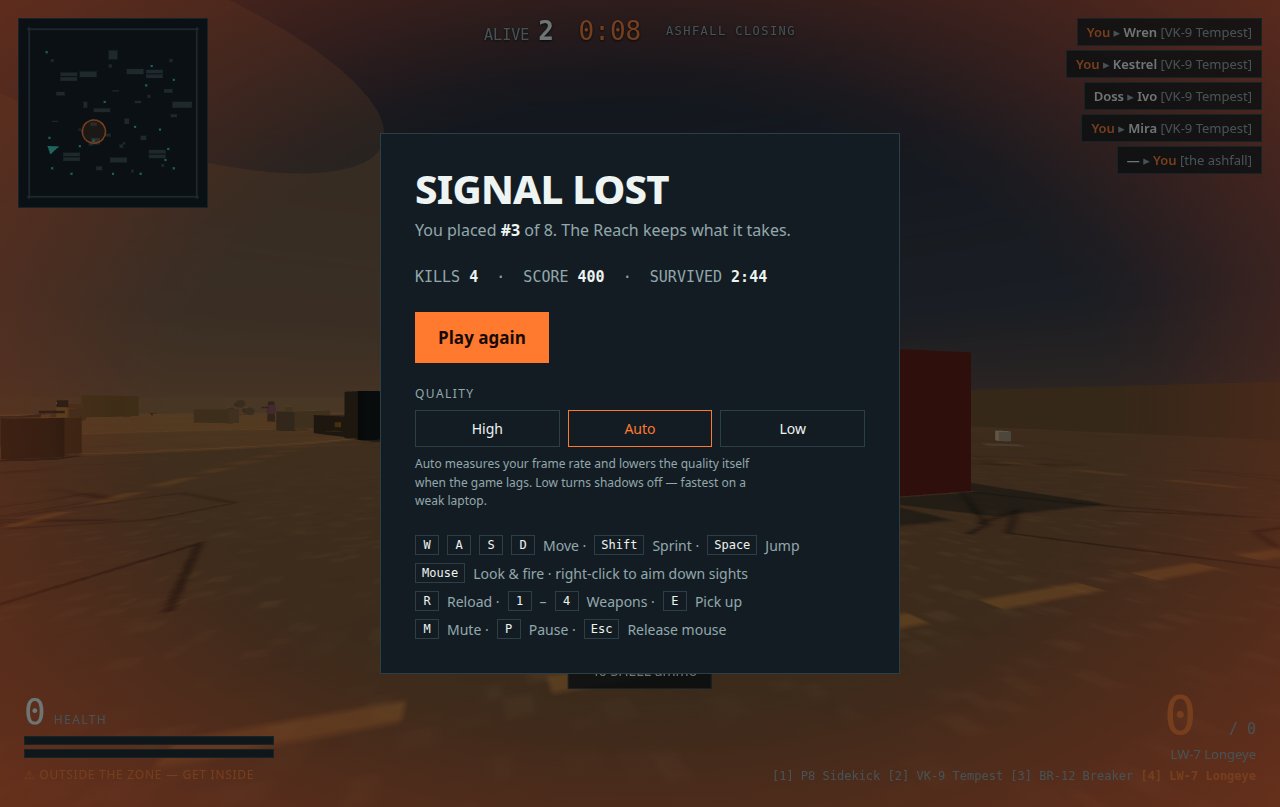 ALIVE 2 0:08 ASHFALL CLOSING
You ▸ Wren [VK-9 Tempest]
You ▸ Kestrel [VK-9 Tempest]
Doss ▸ Ivo [VK-9 Tempest]
You ▸ Mira [VK-9 Tempest]
— ▸ You [the ashfall]
SIGNAL LOST
You placed #3 of 8. The Reach keeps what it takes.
KILLS 4 · SCORE 400 · SURVIVED 2:44
Play again
QUALITY
High Auto Low
Auto measures your frame rate and lowers the quality itself
when the game lags. Low turns shadows off — fastest on a
weak laptop.
W A S D Move · Shift Sprint · Space Jump
Mouse Look & fire · right-click to aim down sights
R Reload · 1 – 4 Weapons · E Pick up
M Mute · P Pause · Esc Release mouse
SHELL ammo
0 HEALTH
⚠ OUTSIDE THE ZONE — GET INSIDE
0 / 0
LW-7 Longeye
[1] P8 Sidekick [2] VK-9 Tempest [3] BR-12 Breaker [4] LW-7 Longeye